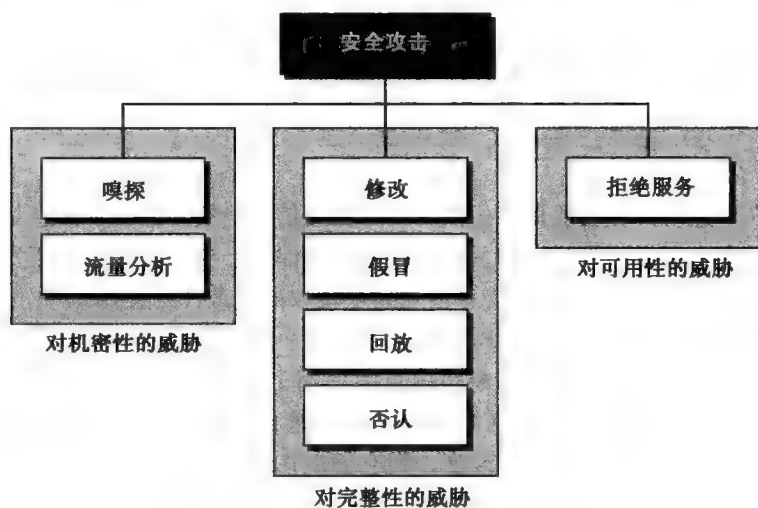 安全攻击
嗅探
流量分析
对机密性的威胁
修改
假冒
回放
否认
对完整性的威胁
拒绝服务
对可用性的威胁